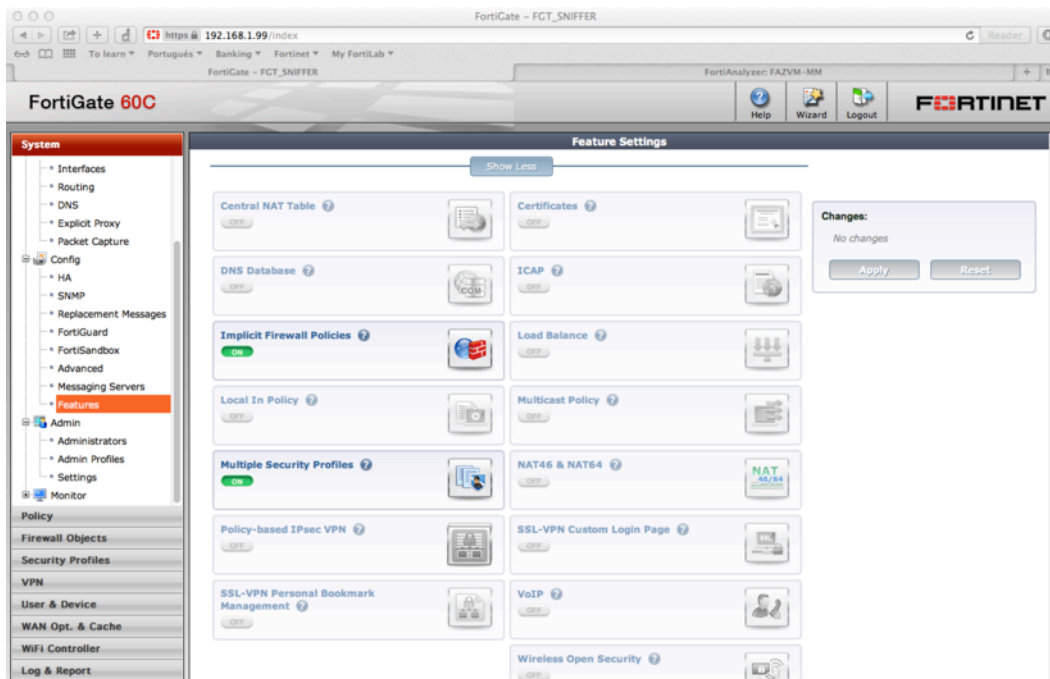 FortiGate – FGT_SNIFFER
https 192.168.1.99/index
Reader
To learn Português Banking Fortinet My FortiLab
FortiGate – FGT_SNIFFER
FortiAnalyzer: FAZVM-MM
FortiGate 60C
Help
Wizard
Logout
FORTINET
System
Interfaces
Routing
DNS
Explicit Proxy
Packet Capture
Config
HA
SNMP
Replacement Messages
FortiGuard
FortiSandbox
Advanced
Messaging Servers
Features
Admin
Administrators
Admin Profiles
Settings
Monitor
Policy
Firewall Objects
Security Profiles
VPN
User & Device
WAN Opt. & Cache
WiFi Controller
Log & Report
Feature Settings
Show Less
Central NAT Table
OFF
Certificates
OFF
DNS Database
OFF
.COM
ICAP
OFF
Implicit Firewall Policies
ON
Load Balance
OFF
Local In Policy
OFF
Multicast Policy
OFF
Multiple Security Profiles
ON
NAT46 & NAT64
OFF
NAT
46/64
Policy-based IPsec VPN
OFF
SSL-VPN Custom Login Page
OFF
SSL
SSL-VPN Personal Bookmark
Management
OFF
VoIP
OFF
Wireless Open Security
OFF
Changes:
No changes
Apply
Reset